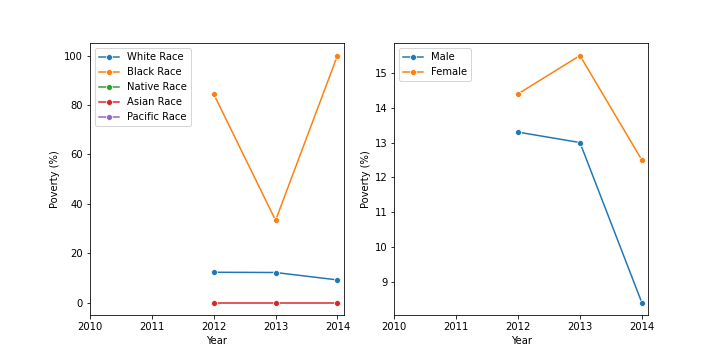 100
80
60
40
20
0
Poverty (%)
White Race
Black Race
Native Race
Asian Race
Pacific Race
2010 2011 2012 2013 2014
Year
15
14
13
12
11
10
9
Poverty (%)
Male
Female
2010 2011 2012 2013 2014
Year